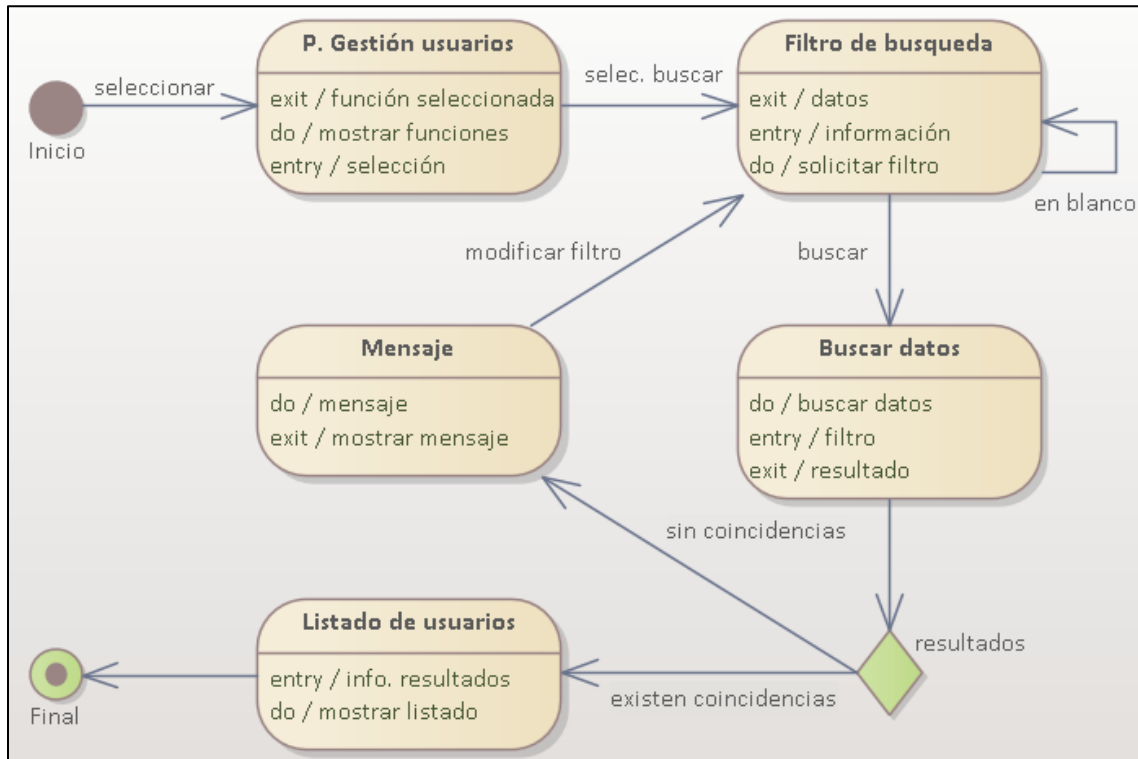 P. Gestión usuarios
exit / función seleccionada
do / mostrar funciones
entry / selección
Filtro de busqueda
exit / datos
entry / información
do / solicitar filtro
seleccionar
selec. buscar
Inicio
en blanco
modificar filtro
buscar
Mensaje
do / mensaje
exit / mostrar mensaje
Buscar datos
do / buscar datos
entry / filtro
exit / resultado
sin coincidencias
resultados
Listado de usuarios
entry / info. resultados
do / mostrar listado
existen coincidencias
Final